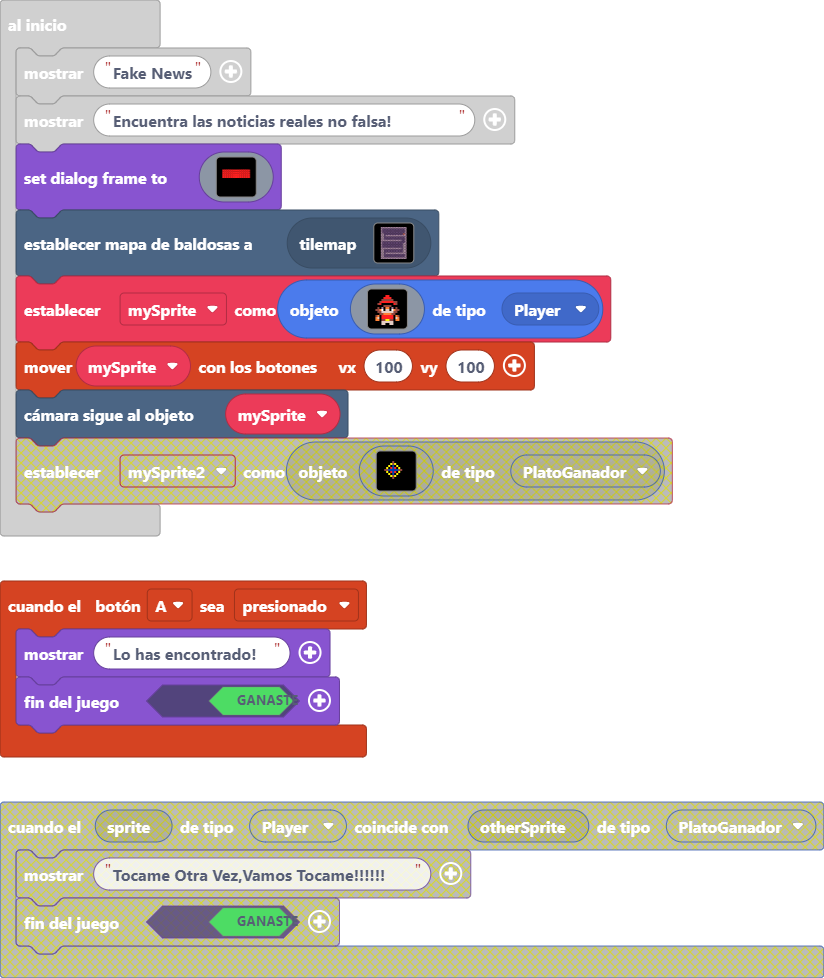 al inicio
mostrar "Fake News"
mostrar "Encuentra las noticias reales no falsa!"
set dialog frame to
establecer mapa de baldosas a tilemap
establecer mySprite como objeto de tipo Player
mover mySprite con los botones vx 100 vy 100
cámara sigue al objeto mySprite
establecer mySprite2 como objeto de tipo PlatoGanador
cuando el botón A sea presionado
mostrar "Lo has encontrado!"
fin del juego GANASTE
cuando el sprite de tipo Player coincide con otherSprite de tipo PlatoGanador
mostrar "Tocame Otra Vez,Vamos Tocame!!!!!!"
fin del juego GANASTE